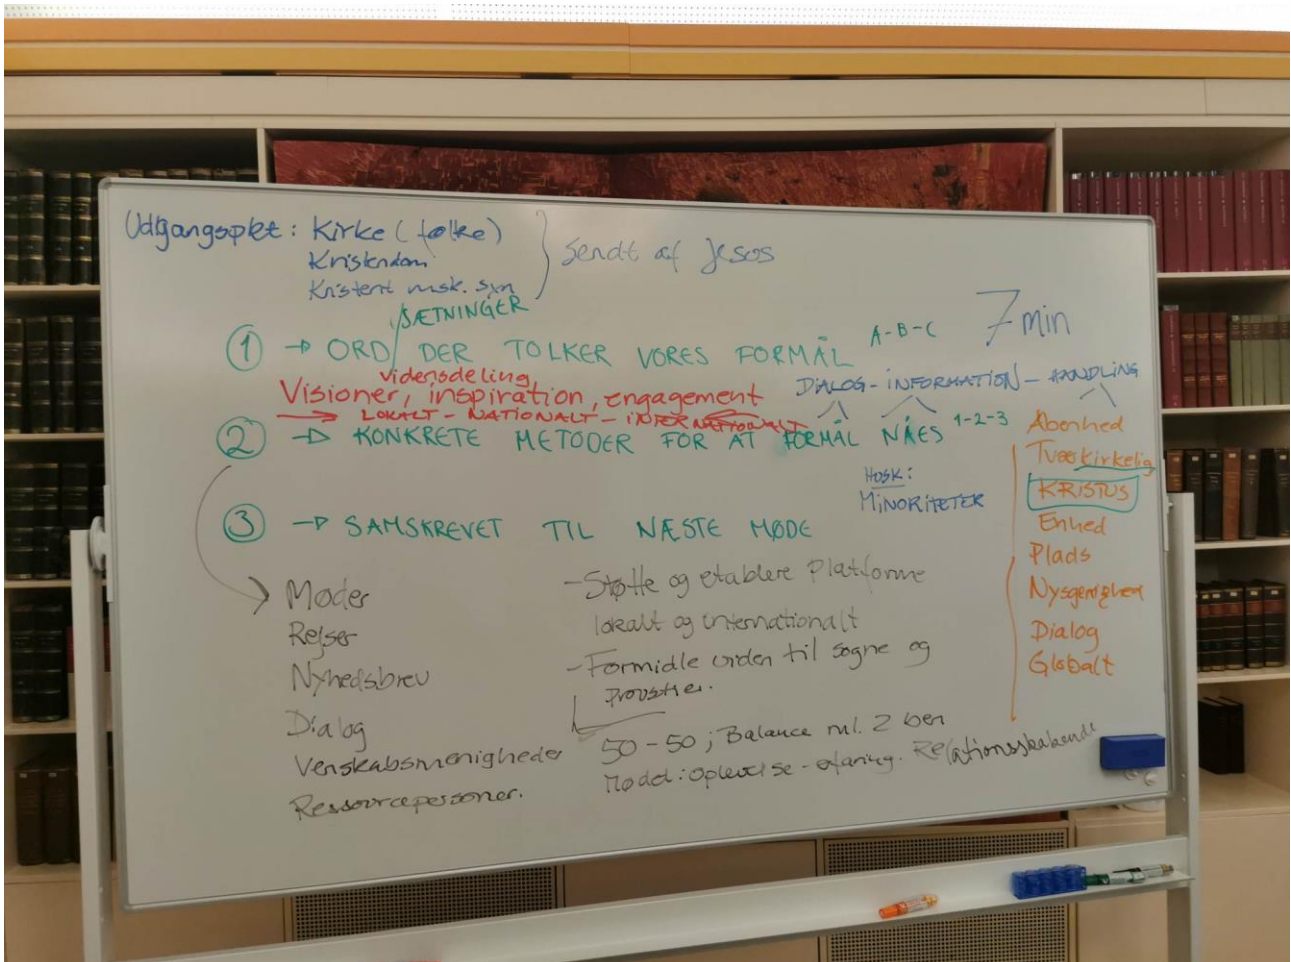 Udgangspkt: Kirke (folke)
Kristendom
Kristent msk. syn
Sendt af Jesos
7 min
SÆTNINGER
① → ORD/ DER TOLKER VORES FORMÅL A-B-C
vidensdeling
Visioner, inspiration, engagement
DIALOG - INFORMATION - HANDLING
LOKALT - NATIONALT - INTERNATIONALT
② → KONKRETE METODER FOR AT FORMÅL NÅES 1-2-3
HUSK:
MINORITETER
③ → SAMSKREVET TIL NÆSTE MØDE
Møder
Rejser
Nyhedsbrev
Dialog
Venskabsmenigheder
Ressourcepersoner.
- Støtte og etablere platforme
lokalt og internationalt
- Formidle viden til sogne og
provstier.
50-50; Balance ml. 2 ben
Model: Oplevelse - erfaring. Relationsskabende
Åbenhed
Tværkirkelig
KRISTUS
Enhed
Plads
Nysgerrighed
Dialog
Globalt